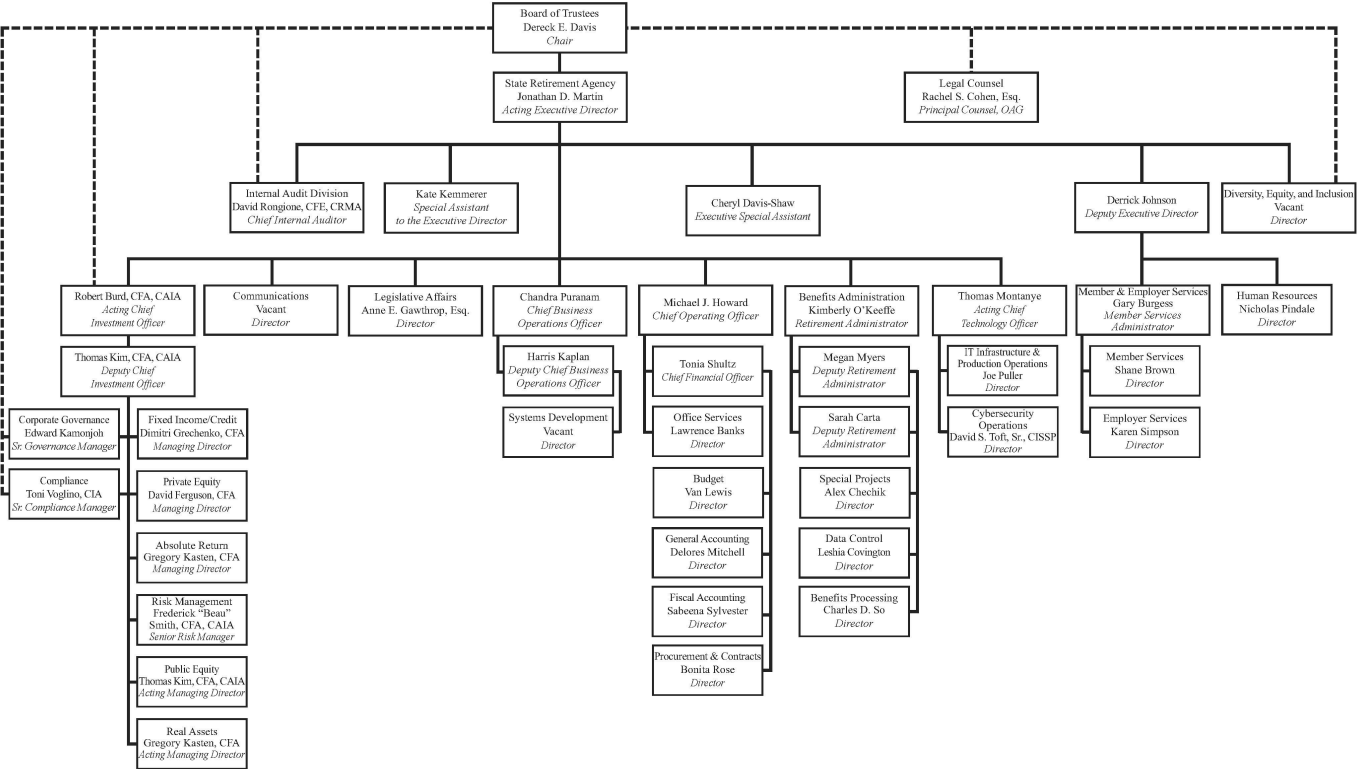 Board of Trustees
Dereck E. Davis
Chair
State Retirement Agency
Jonathan D. Martin
Acting Executive Director
Legal Counsel
Rachel S. Cohen, Esq.
Principal Counsel, OAG
Internal Audit Division
David Rongione, CFE, CRMA
Chief Internal Auditor
Kate Kemmerer
Special Assistant
to the Executive Director
Cheryl Davis-Shaw
Executive Special Assistant
Derrick Johnson
Deputy Executive Director
Diversity, Equity, and Inclusion
Vacant
Director
Robert Burd, CFA, CAIA
Acting Chief
Investment Officer
Communications
Vacant
Director
Legislative Affairs
Anne E. Gawthrop, Esq.
Director
Chandra Puranam
Chief Business
Operations Officer
Michael J. Howard
Chief Operating Officer
Benefits Administration
Kimberly O’Keeffe
Retirement Administrator
Thomas Montanye
Acting Chief
Technology Officer
Member & Employer Services
Gary Burgess
Member Services
Administrator
Human Resources
Nicholas Pindale
Director
Thomas Kim, CFA, CAIA
Deputy Chief
Investment Officer
Harris Kaplan
Deputy Chief Business
Operations Officer
Tonia Shultz
Chief Financial Officer
Megan Myers
Deputy Retirement
Administrator
IT Infrastructure &
Production Operations
Joe Puller
Director
Member Services
Shane Brown
Director
Corporate Governance
Edward Kamonjoh
Sr. Governance Manager
Fixed Income/Credit
Dimitri Grechenko, CFA
Managing Director
Systems Development
Vacant
Director
Office Services
Lawrence Banks
Director
Sarah Carta
Deputy Retirement
Administrator
Cybersecurity
Operations
David S. Toft, Sr., CISSP
Director
Employer Services
Karen Simpson
Director
Compliance
Toni Voglino, CIA
Sr. Compliance Manager
Private Equity
David Ferguson, CFA
Managing Director
Budget
Van Lewis
Director
Special Projects
Alex Chechik
Director
Absolute Return
Gregory Kasten, CFA
Managing Director
General Accounting
Delores Mitchell
Director
Data Control
Leshia Covington
Director
Risk Management
Frederick “Beau”
Smith, CFA, CAIA
Senior Risk Manager
Fiscal Accounting
Sabeena Sylvester
Director
Benefits Processing
Charles D. So
Director
Public Equity
Thomas Kim, CFA, CAIA
Acting Managing Director
Procurement & Contracts
Bonita Rose
Director
Real Assets
Gregory Kasten, CFA
Acting Managing Director